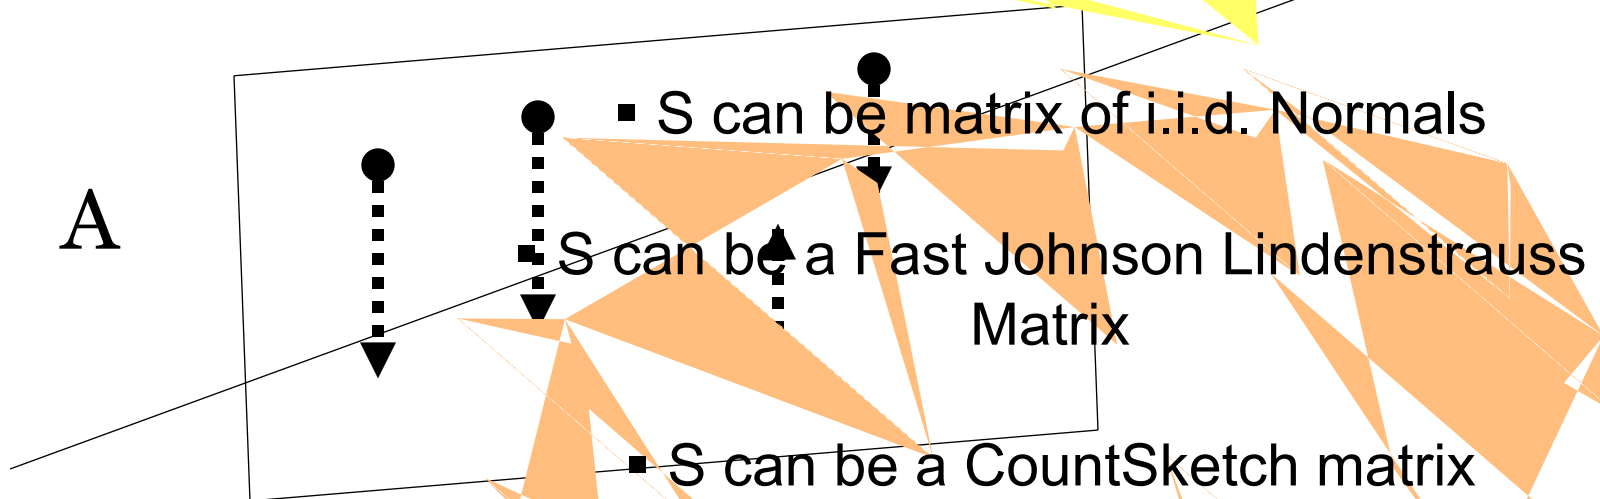 ▪ S can be matrix of i.i.d. Normals
A
▪ S can be a Fast Johnson Lindenstrauss
Matrix
▪ S can be a CountSketch matrix